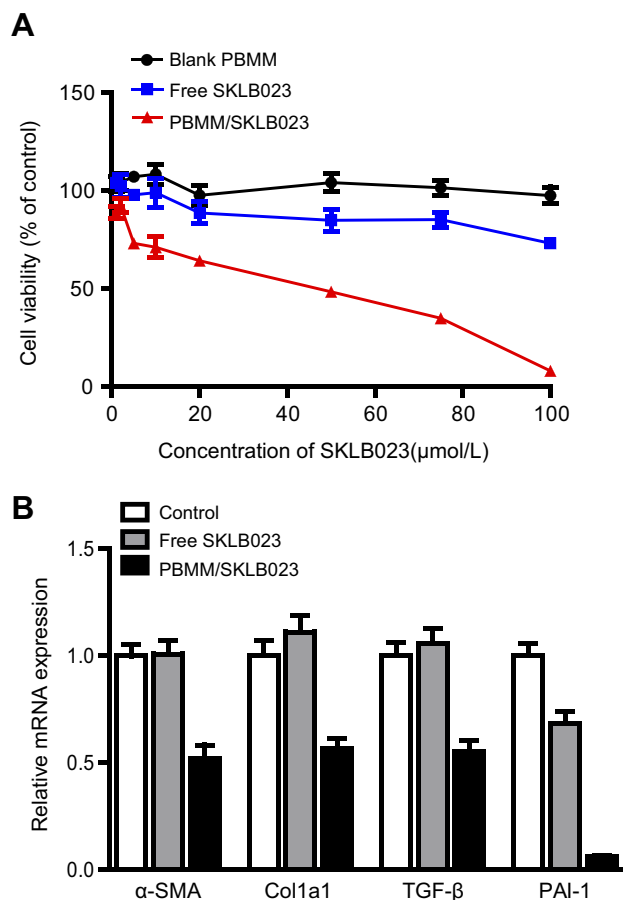 A
Blank PBMM
Free SKLB023
PBMM/SKLB023
Cell viability (% of control)
150
100
50
0
0 20 40 60 80 100
Concentration of SKLB023(μmol/L)
B
Control
Free SKLB023
PBMM/SKLB023
Relative mRNA expression
1.5
1.0
0.5
0.0
α-SMA Col1a1 TGF-β PAI-1